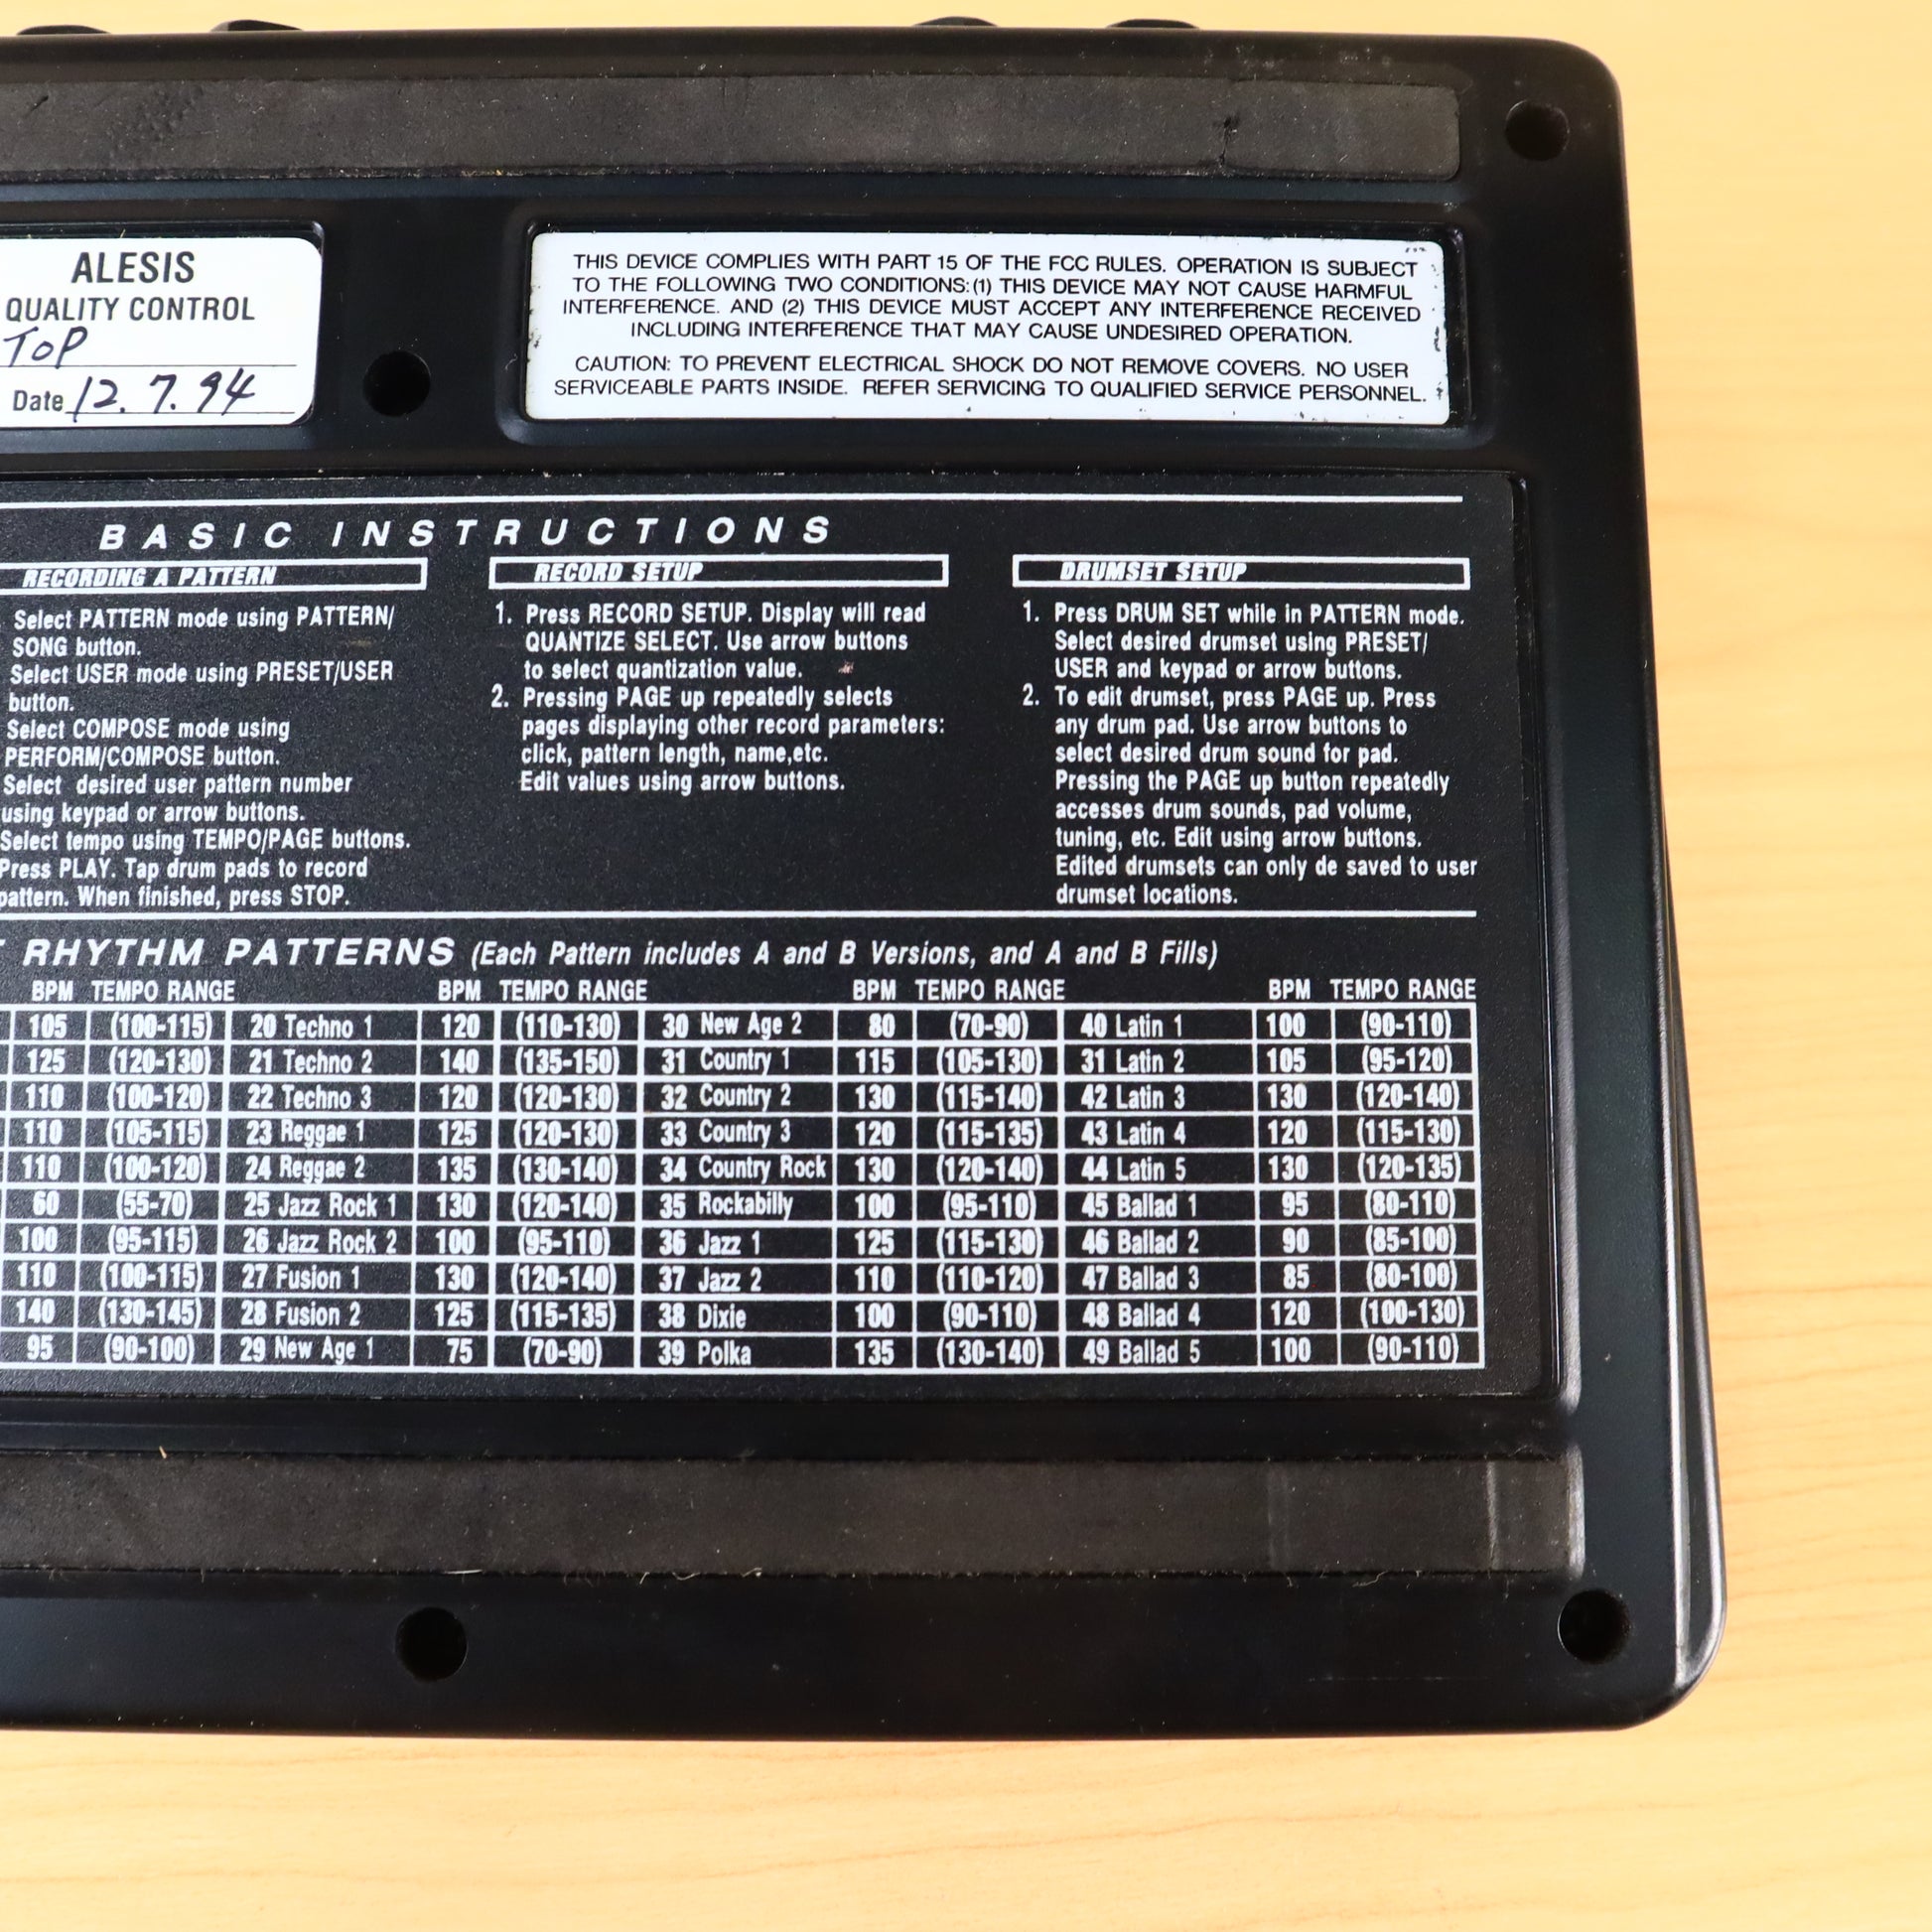 ALESIS
QUALITY CONTROL
TOP
Date 12.7.94
THIS DEVICE COMPLIES WITH PART 15 OF THE FCC RULES. OPERATION IS SUBJECT
TO THE FOLLOWING TWO CONDITIONS:(1) THIS DEVICE MAY NOT CAUSE HARMFUL
INTERFERENCE. AND (2) THIS DEVICE MUST ACCEPT ANY INTERFERENCE RECEIVED
INCLUDING INTERFERENCE THAT MAY CAUSE UNDESIRED OPERATION.
CAUTION: TO PREVENT ELECTRICAL SHOCK DO NOT REMOVE COVERS. NO USER
SERVICEABLE PARTS INSIDE. REFER SERVICING TO QUALIFIED SERVICE PERSONNEL.
BASIC INSTRUCTIONS
RECORDING A PATTERN
Select PATTERN mode using PATTERN/
SONG button.
Select USER mode using PRESET/USER
button.
Select COMPOSE mode using
PERFORM/COMPOSE button.
Select desired user pattern number
using keypad or arrow buttons.
Select tempo using TEMPO/PAGE buttons.
Press PLAY. Tap drum pads to record
pattern. When finished, press STOP.
RECORD SETUP
1. Press RECORD SETUP. Display will read
QUANTIZE SELECT. Use arrow buttons
to select quantization value.
2. Pressing PAGE up repeatedly selects
pages displaying other record parameters:
click, pattern length, name,etc.
Edit values using arrow buttons.
DRUMSET SETUP
1. Press DRUM SET while in PATTERN mode.
Select desired drumset using PRESET/
USER and keypad or arrow buttons.
2. To edit drumset, press PAGE up. Press
any drum pad. Use arrow buttons to
select desired drum sound for pad.
Pressing the PAGE up button repeatedly
accesses drum sounds, pad volume,
tuning, etc. Edit using arrow buttons.
Edited drumsets can only de saved to user
drumset locations.
RHYTHM PATTERNS (Each Pattern includes A and B Versions, and A and B Fills)
BPM TEMPO RANGE BPM TEMPO RANGE BPM TEMPO RANGE BPM TEMPO RANGE
105 (100-115) 20 Techno 1 120 (110-130) 30 New Age 2 80 (70-90) 40 Latin 1 100 (90-110)
125 (120-130) 21 Techno 2 140 (135-150) 31 Country 1 115 (105-130) 31 Latin 2 105 (95-120)
110 (100-120) 22 Techno 3 120 (120-130) 32 Country 2 130 (115-140) 42 Latin 3 130 (120-140)
110 (105-115) 23 Reggae 1 125 (120-130) 33 Country 3 120 (115-135) 43 Latin 4 120 (115-130)
110 (100-120) 24 Reggae 2 135 (130-140) 34 Country Rock 130 (120-140) 44 Latin 5 130 (120-135)
60 (55-70) 25 Jazz Rock 1 130 (120-140) 35 Rockabilly 100 (95-110) 45 Ballad 1 95 (80-110)
100 (95-115) 26 Jazz Rock 2 100 (95-110) 36 Jazz 1 125 (115-130) 46 Ballad 2 90 (85-100)
110 (100-115) 27 Fusion 1 130 (120-140) 37 Jazz 2 110 (110-120) 47 Ballad 3 85 (80-100)
140 (130-145) 28 Fusion 2 125 (115-135) 38 Dixie 100 (90-110) 48 Ballad 4 120 (100-130)
95 (90-100) 29 New Age 1 75 (70-90) 39 Polka 135 (130-140) 49 Ballad 5 100 (90-110)